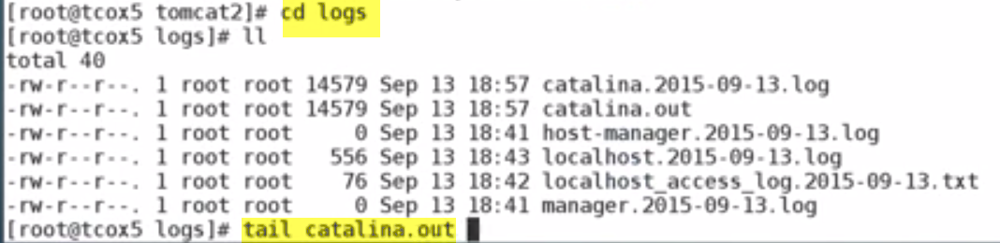 [root@tcox5 tomcat2]# cd logs
[root@tcox5 logs]# ll
total 40
-rw-r--r--. 1 root root 14579 Sep 13 18:57 catalina.2015-09-13.log
-rw-r--r--. 1 root root 14579 Sep 13 18:57 catalina.out
-rw-r--r--. 1 root root     0 Sep 13 18:41 host-manager.2015-09-13.log
-rw-r--r--. 1 root root   556 Sep 13 18:43 localhost.2015-09-13.log
-rw-r--r--. 1 root root    76 Sep 13 18:42 localhost_access_log.2015-09-13.txt
-rw-r--r--. 1 root root     0 Sep 13 18:41 manager.2015-09-13.log
[root@tcox5 logs]# tail catalina.out